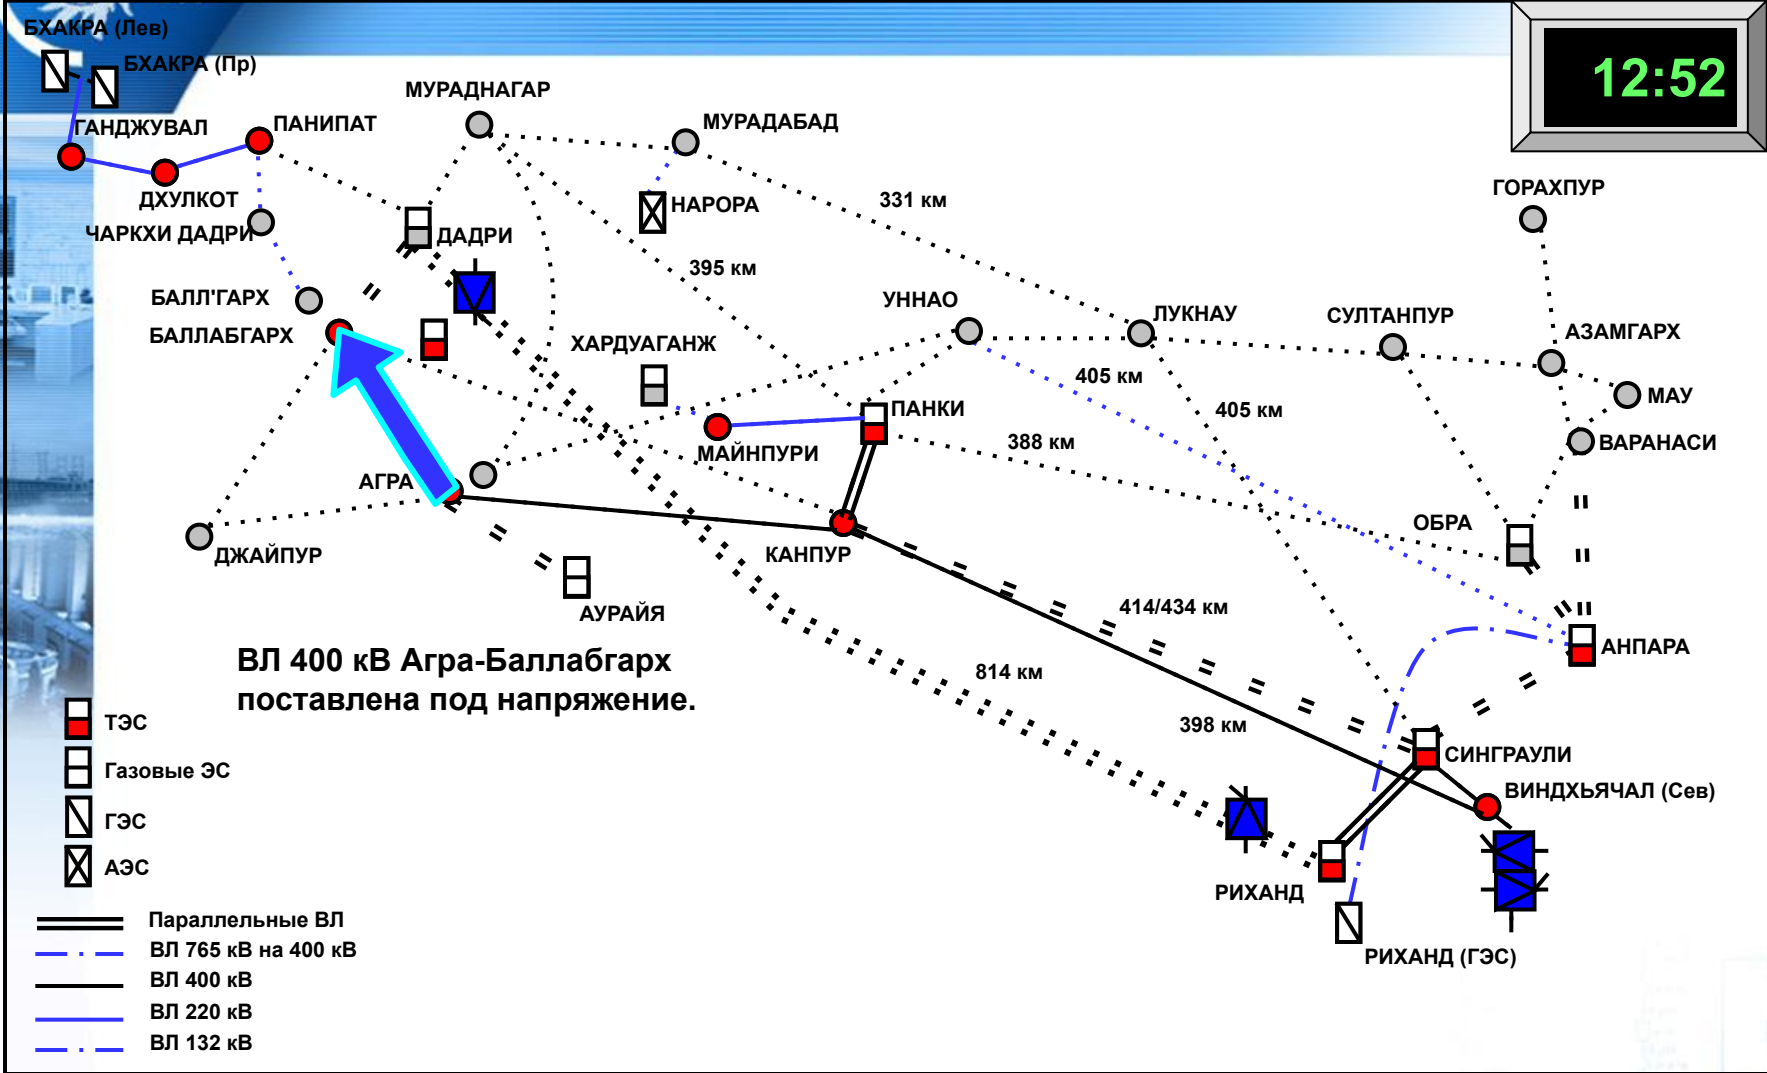 БХАКРА (Лев)
БХАКРА (Пр)
12:52
МУРАДНАГАР
ГАНДЖУВАЛ
ПАНИПАТ
МУРАДАБАД
ДХУЛКОТ
НАРОРА
331 км
ГОРАХПУР
ЧАРКХИ ДАДРИ
ДАДРИ
395 км
БАЛЛ'ГАРХ
УННАО
ЛУКНАУ
СУЛТАНПУР
АЗАМГАРХ
БАЛЛАБГАРХ
ХАРДУАГАНЖ
405 км
МАУ
ПАНКИ
405 км
388 км
ВАРАНАСИ
МАЙНПУРИ
АГРА
ОБРА
ДЖАЙПУР
КАНПУР
АУРАЙЯ
414/434 км
АНПАРА
ВЛ 400 кВ Агра-Баллабгарх
поставлена под напряжение.
814 км
398 км
СИНГРАУЛИ
ВИНДХЬЯЧАЛ (Сев)
РИХАНД
РИХАНД (ГЭС)
ТЭС
Газовые ЭС
ГЭС
АЭС
Параллельные ВЛ
ВЛ 765 кВ на 400 кВ
ВЛ 400 кВ
ВЛ 220 кВ
ВЛ 132 кВ